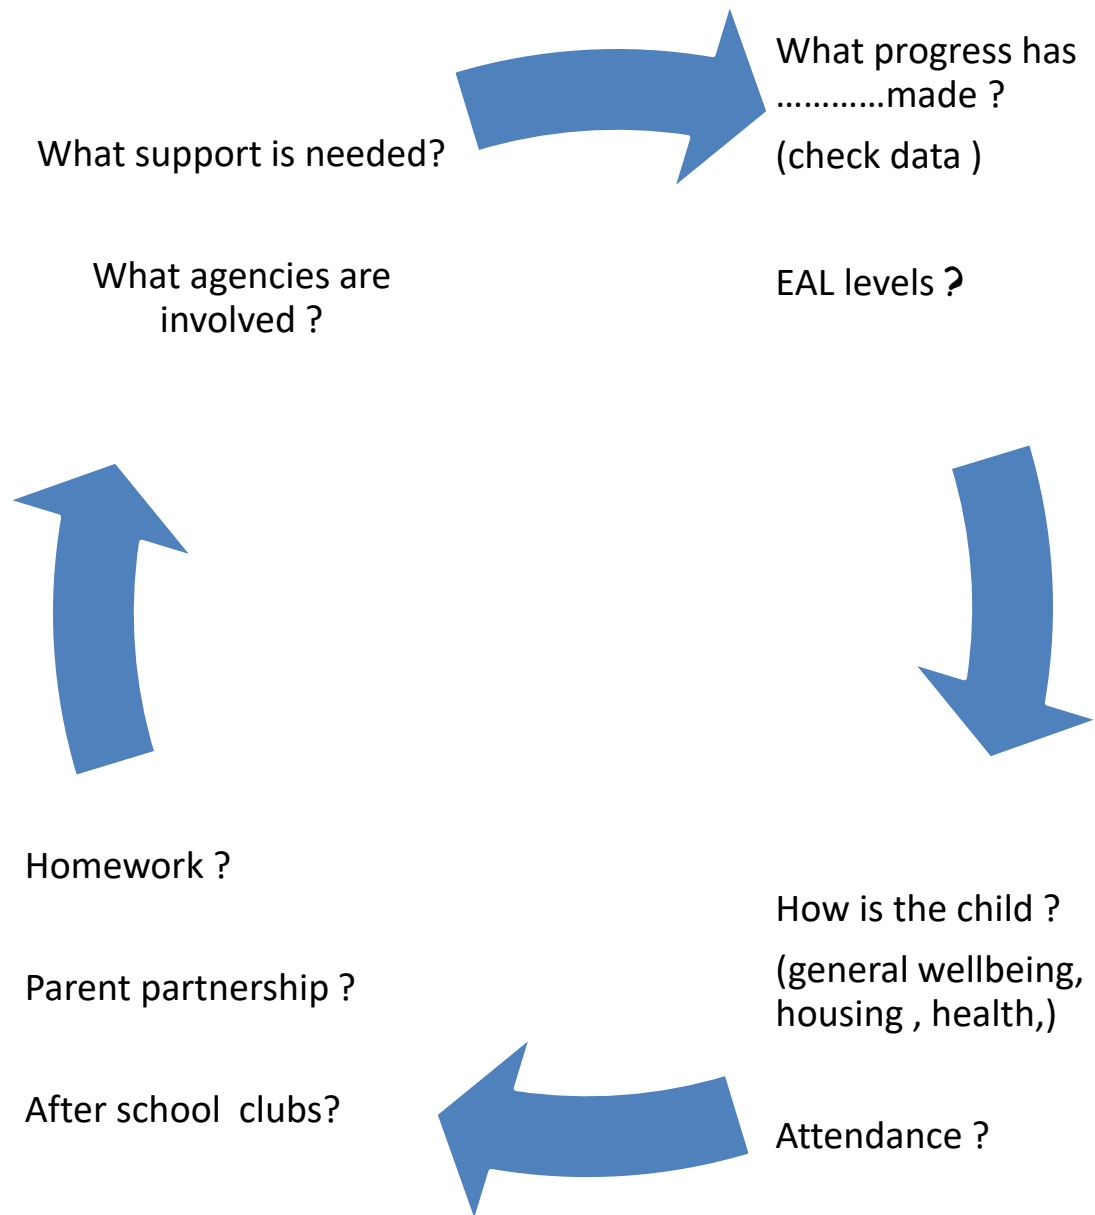 What support is needed?
What agencies are
involved ?
What progress has
…………made ?
(check data )
EAL levels ?
How is the child ?
(general wellbeing,
housing , health,)
Attendance ?
Homework ?
Parent partnership ?
After school  clubs?